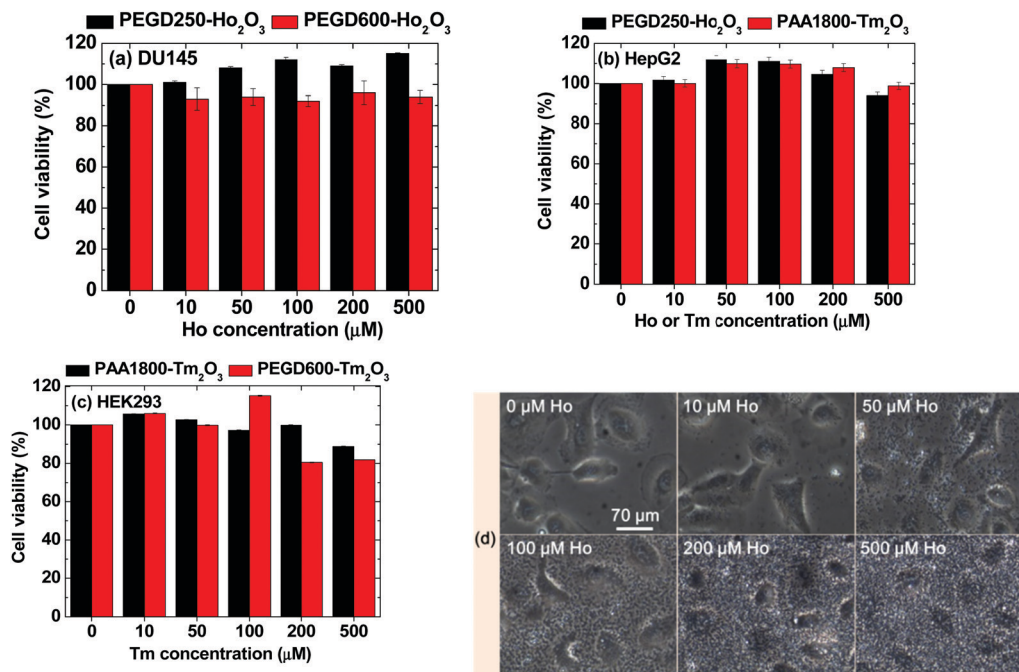 PEGD250-Ho₂O₃ PEGD600-Ho₂O₃
(a) DU145
120
100
80
60
40
20
0
Cell viability (%)
0 10 50 100 200 500
Ho concentration (μM)
PEGD250-Ho₂O₃ PAA1800-Tm₂O₃
(b) HepG2
120
100
80
60
40
20
0
Cell viability (%)
0 10 50 100 200 500
Ho or Tm concentration (μM)
PAA1800-Tm₂O₃ PEGD600-Tm₂O₃
(c) HEK293
120
100
80
60
40
20
0
Cell viability (%)
0 10 50 100 200 500
Tm concentration (μM)
(d)
0 μM Ho 10 μM Ho 50 μM Ho
70 μm
100 μM Ho 200 μM Ho 500 μM Ho